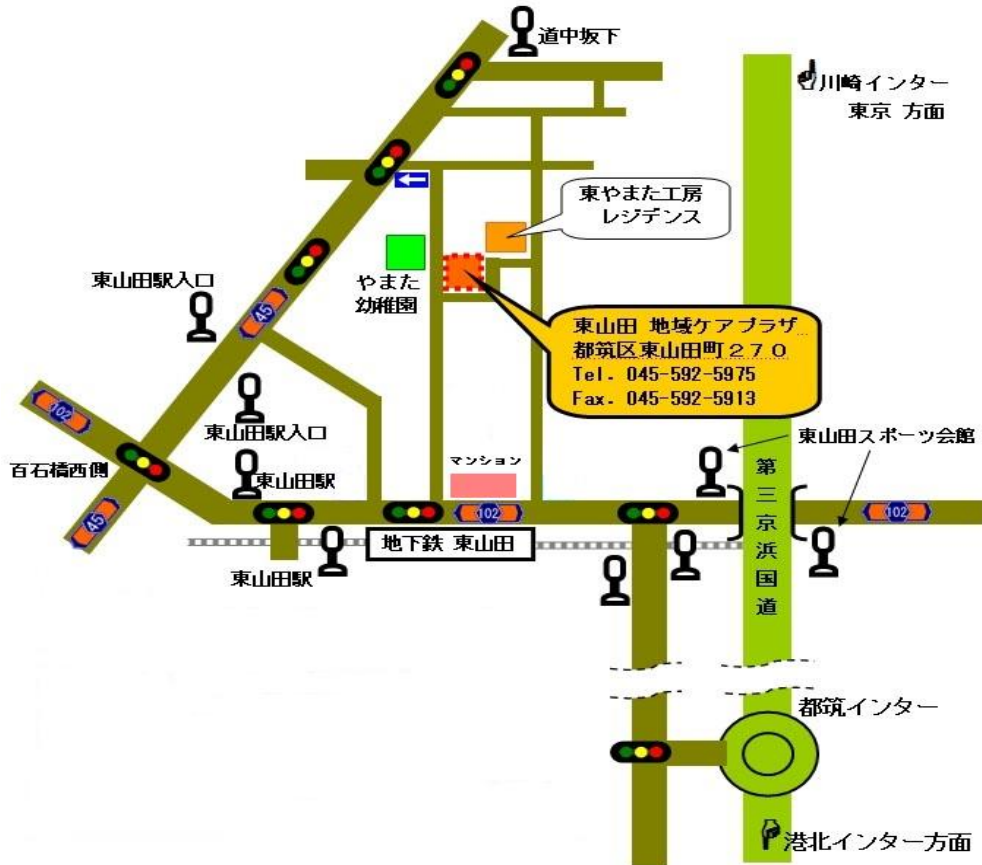 道中坂下
川崎インター
東京 方面
東やまた工房
レジデンス
やまた
幼稚園
東山田駅入口
45
東山田 地域ケアプラザ
都筑区東山田町２７０
Tel. 045-592-5975
Fax. 045-592-5913
102
東山田駅入口
東山田スポーツ会館
百石橋西側
東山田駅
マンション
第三京浜国道
45
102
102
地下鉄 東山田
東山田駅
都筑インター
港北インター方面